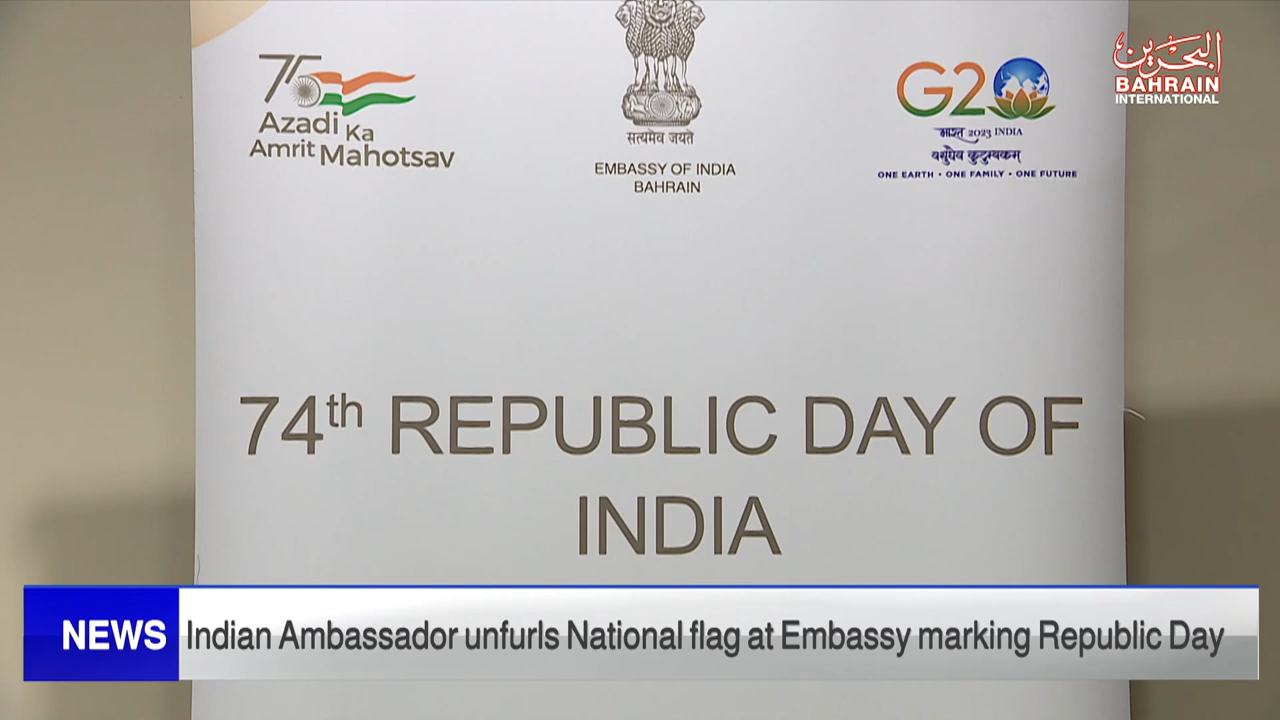 75
Azadi Ka
Amrit Mahotsav
सत्यमेव जयते
EMBASSY OF INDIA
BAHRAIN
G20
भारत 2023 INDIA
वसुधैव कुटुम्बकम्
ONE EARTH • ONE FAMILY • ONE FUTURE
البحرين
BAHRAIN
INTERNATIONAL
74th REPUBLIC DAY OF
INDIA
NEWS Indian Ambassador unfurls National flag at Embassy marking Republic Day